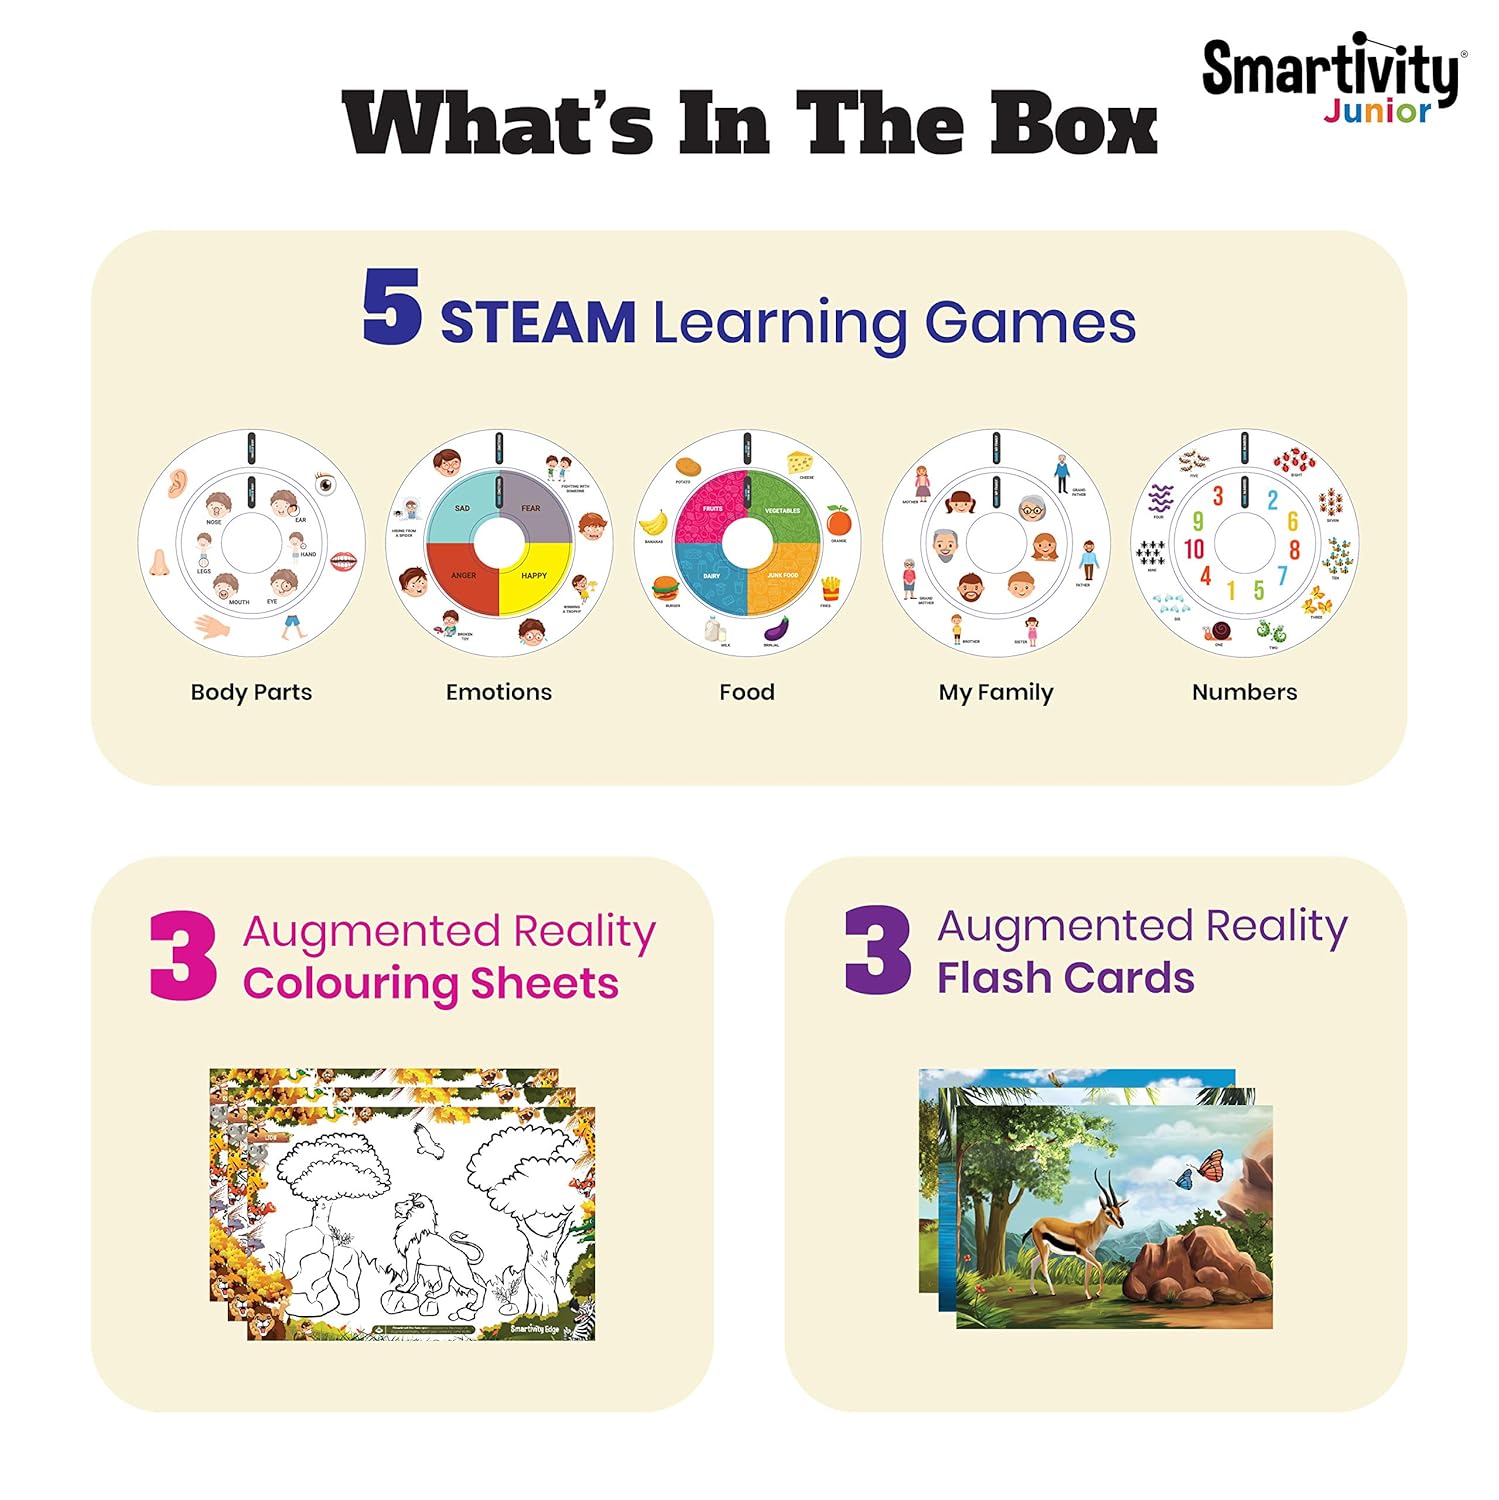 Smartivity®
Junior
What's In The Box
5 STEAM Learning Games
NOSE
EAR
HAND
LEGS
MOUTH
EYE
Body Parts
FIGHTING WITH
SOMEONE
HIDING FROM
A SPIDER
SAD
FEAR
ANGER
HAPPY
WINNING
A TROPHY
BROKEN
TOY
Emotions
POTATO
CHEESE
BANANAS
ORANGE
FRUITS
VEGETABLES
DAIRY
JUNK FOOD
BURGER
FRIES
MILK
BRINJAL
Food
MOTHER
GRAND
FATHER
GRAND
MOTHER
FATHER
BROTHER
SISTER
My Family
FIVE
EIGHT
FOUR
SEVEN
NINE
TEN
SIX
THREE
ONE
TWO
3
2
9
6
10
8
4
7
1
5
Numbers
3 Augmented Reality
Colouring Sheets
LION
Smartivity Edge
3 Augmented Reality
Flash Cards